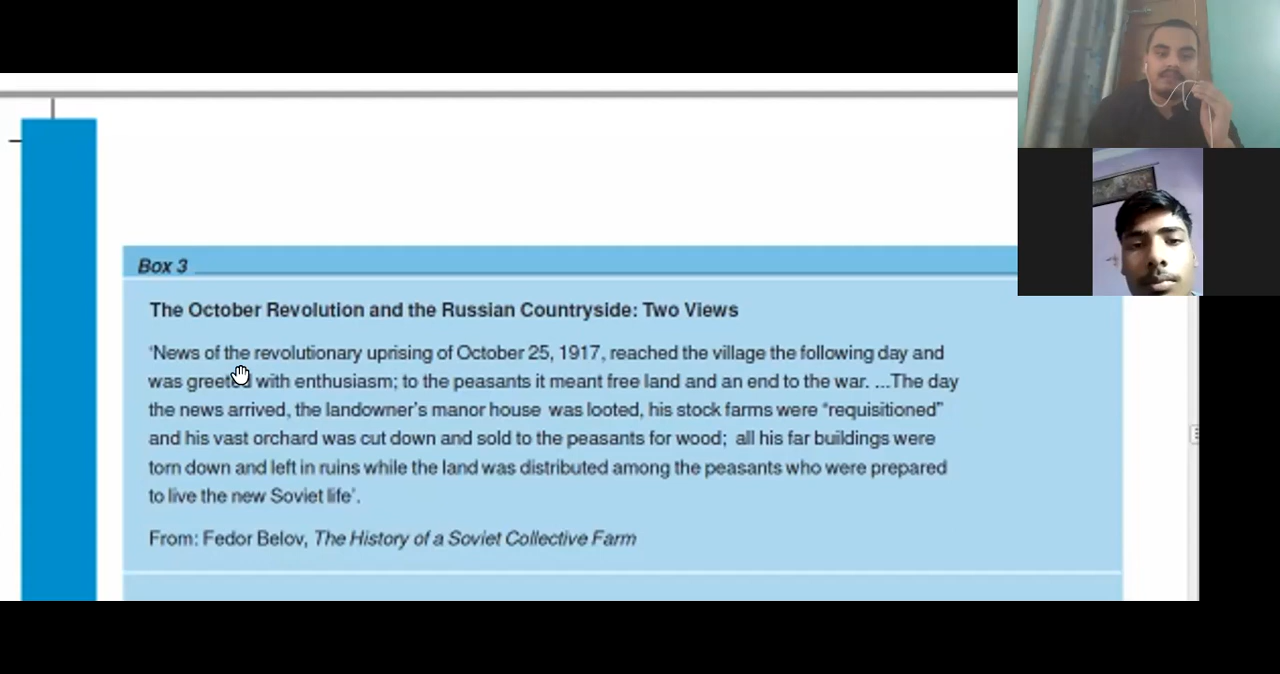 Box 3
The October Revolution and the Russian Countryside: Two Views
‘News of the revolutionary uprising of October 25, 1917, reached the village the following day and
was greeted with enthusiasm; to the peasants it meant free land and an end to the war. ...The day
the news arrived, the landowner’s manor house was looted, his stock farms were “requisitioned”
and his vast orchard was cut down and sold to the peasants for wood; all his far buildings were
torn down and left in ruins while the land was distributed among the peasants who were prepared
to live the new Soviet life’.
From: Fedor Belov, The History of a Soviet Collective Farm